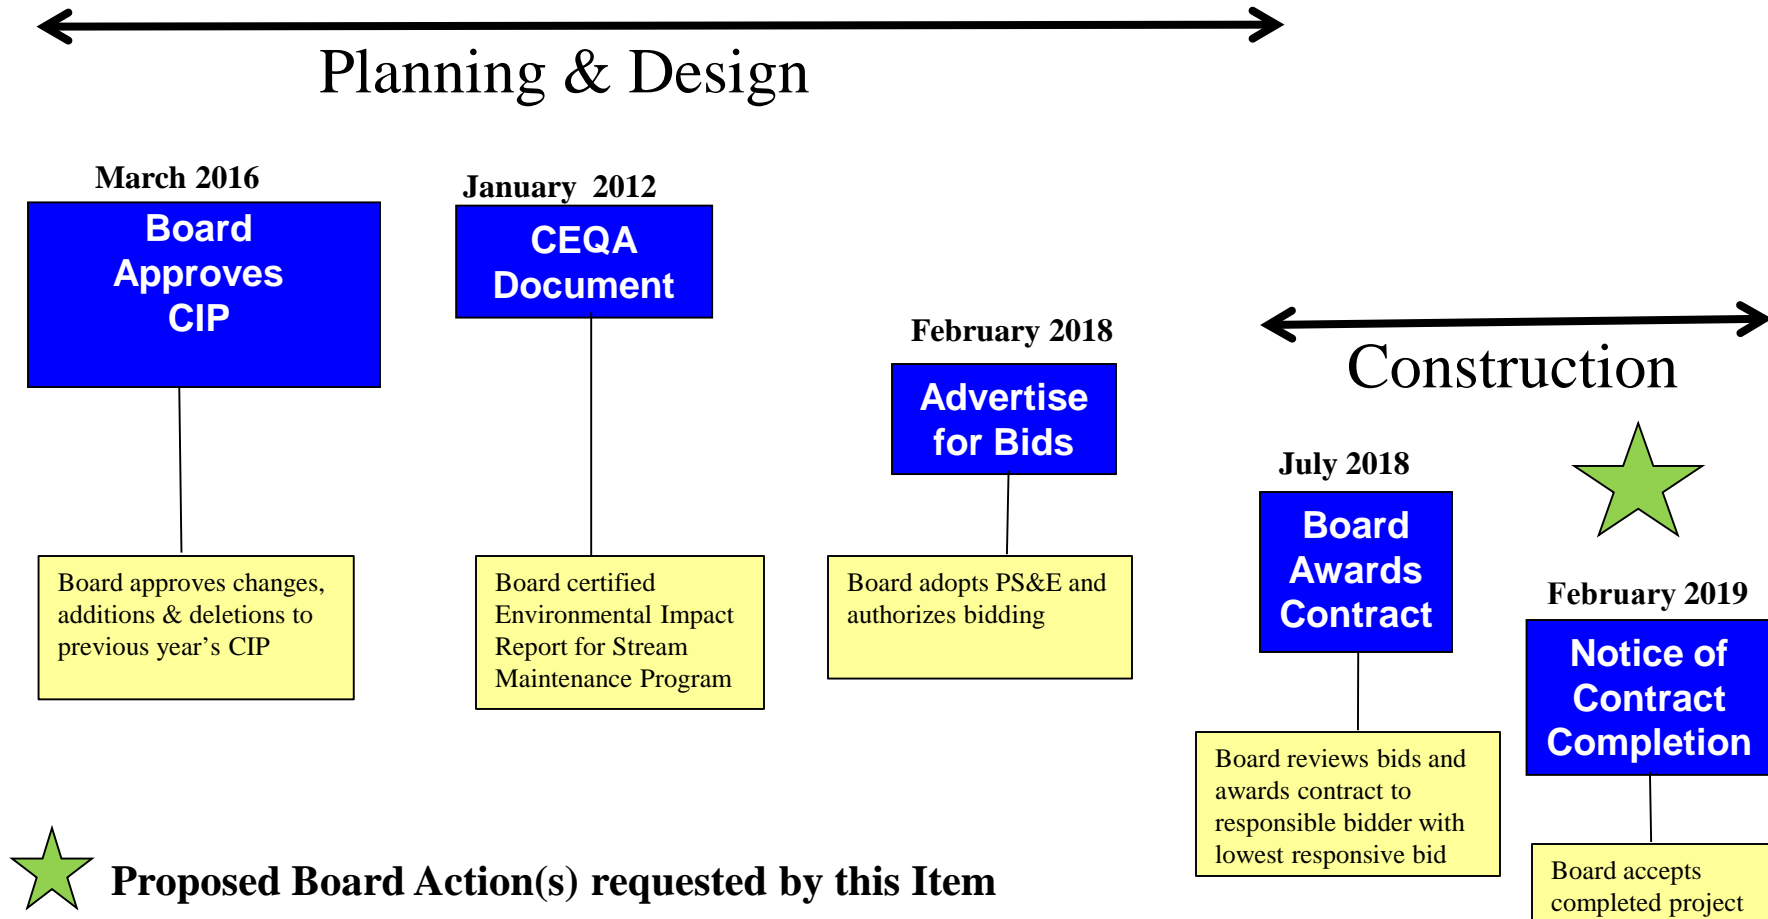 Planning & Design
March 2016
Board
Approves
CIP
Board approves changes,
additions & deletions to
previous year’s CIP
January 2012
CEQA
Document
Board certified
Environmental Impact
Report for Stream
Maintenance Program
February 2018
Advertise
for Bids
Board adopts PS&E and
authorizes bidding
Construction
July 2018
Board
Awards
Contract
Board reviews bids and
awards contract to
responsible bidder with
lowest responsive bid
February 2019
Notice of
Contract
Completion
Board accepts
completed project
Proposed Board Action(s) requested by this Item